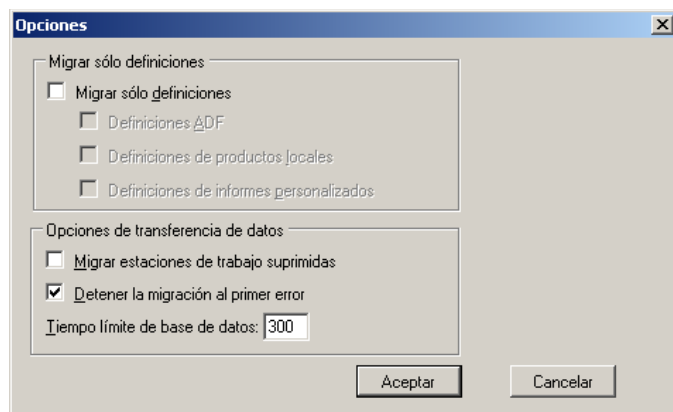 Opciones
Migrar sólo definiciones
Migrar sólo definiciones
Definiciones ADF
Definiciones de productos locales
Definiciones de informes personalizados
Opciones de transferencia de datos
Migrar estaciones de trabajo suprimidas
Detener la migración al primer error
Tiempo límite de base de datos: 300
Aceptar Cancelar